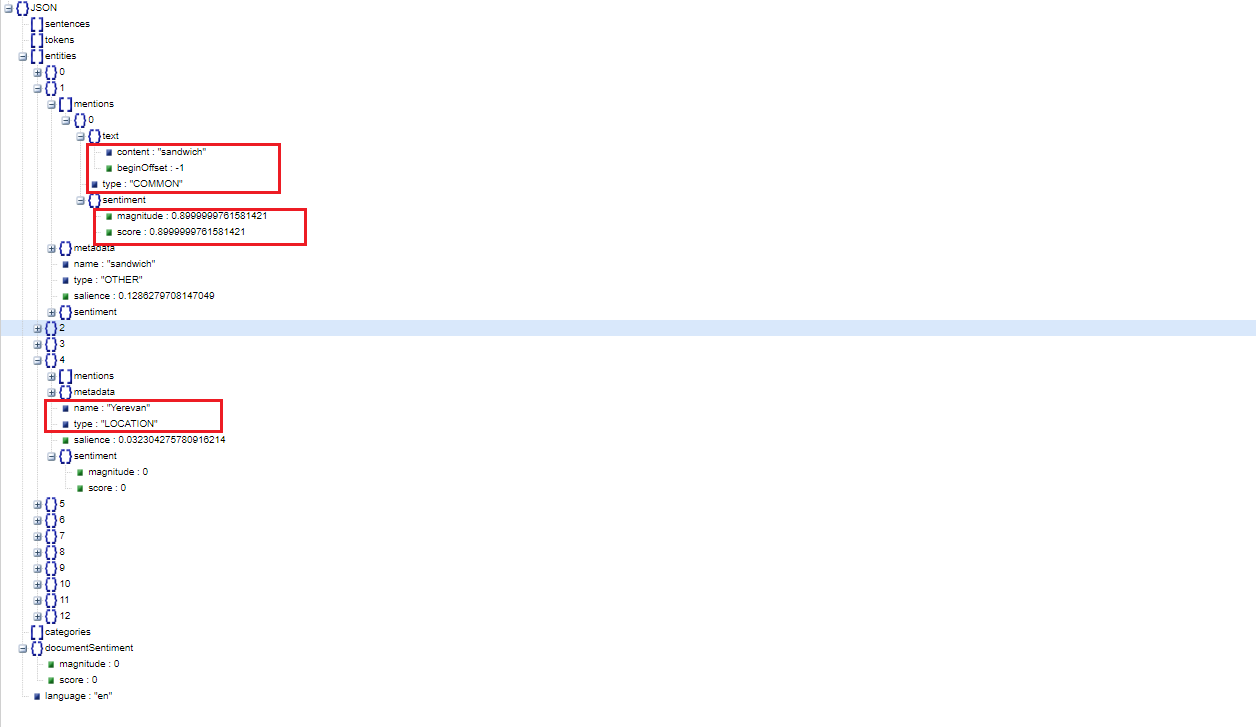 JSON
sentences
tokens
entities
0
1
mentions
0
text
content : "sandwich"
beginOffset : -1
type : "COMMON"
sentiment
magnitude : 0.8999999761581421
score : 0.8999999761581421
metadata
name : "sandwich"
type : "OTHER"
salience : 0.1286279708147049
sentiment
2
3
4
mentions
metadata
name : "Yerevan"
type : "LOCATION"
salience : 0.032304275780916214
sentiment
magnitude : 0
score : 0
5
6
7
8
9
10
11
12
categories
documentSentiment
magnitude : 0
score : 0
language : "en"